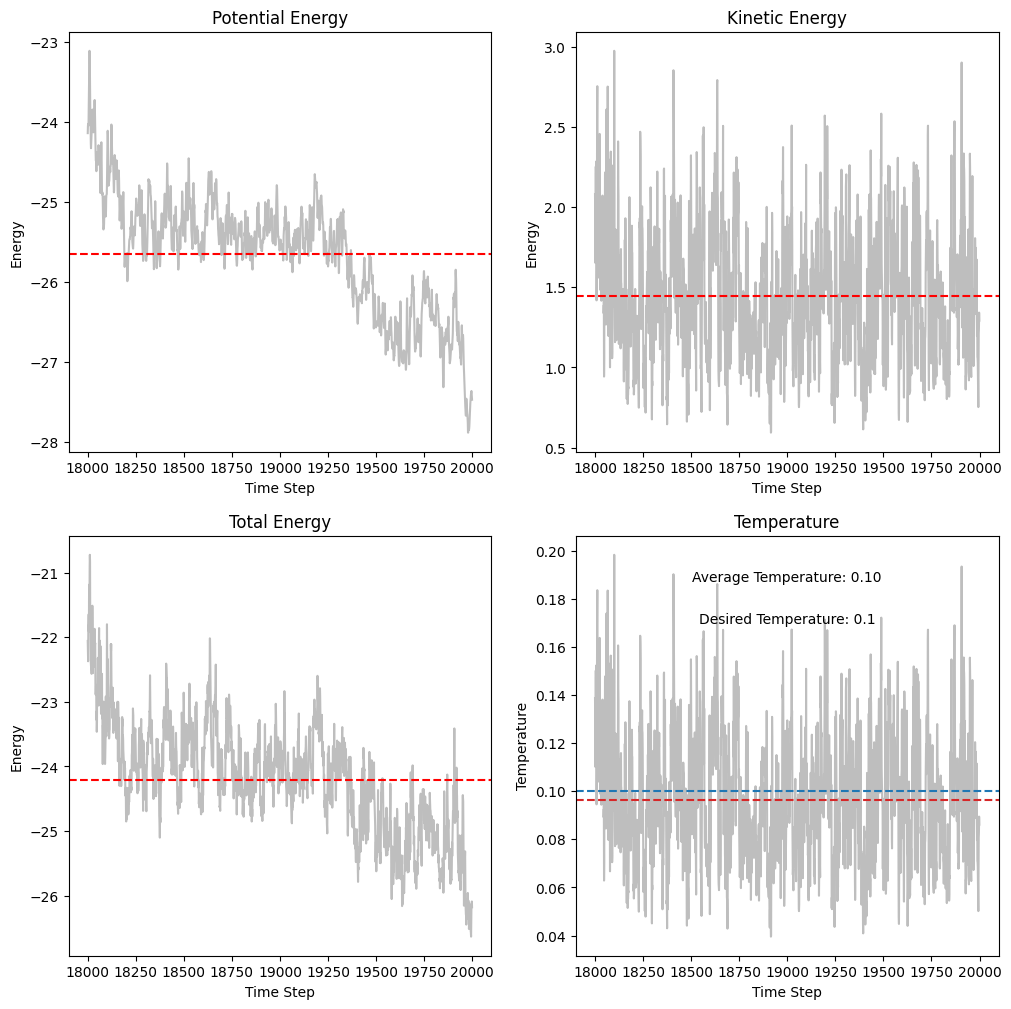 Potential Energy
Energy
−23
−24
−25
−26
−27
−28
18000 18250 18500 18750 19000 19250 19500 19750 20000
Time Step
Kinetic Energy
Energy
3.0
2.5
2.0
1.5
1.0
0.5
18000 18250 18500 18750 19000 19250 19500 19750 20000
Time Step
Total Energy
Energy
−21
−22
−23
−24
−25
−26
18000 18250 18500 18750 19000 19250 19500 19750 20000
Time Step
Temperature
Temperature
0.20
0.18
0.16
0.14
0.12
0.10
0.08
0.06
0.04
Average Temperature: 0.10
Desired Temperature: 0.1
18000 18250 18500 18750 19000 19250 19500 19750 20000
Time Step